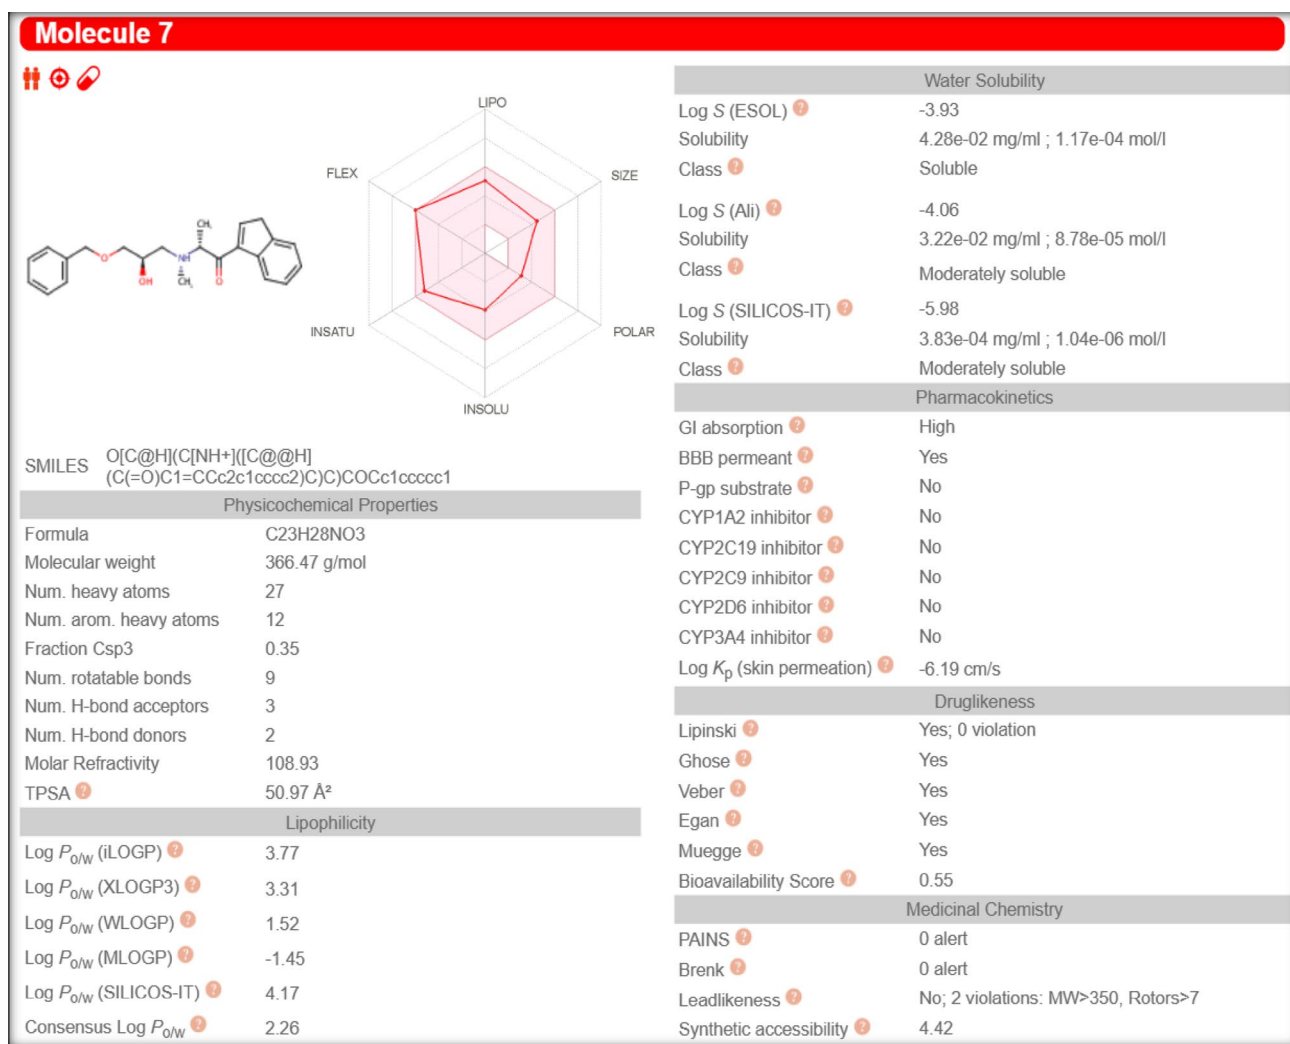 Molecule 7
LIPO
FLEX
SIZE
INSATU
POLAR
INSOLU
CH₃
O
NH
OH
CH₃
O
SMILES O[C@H](C[NH+]([C@@H]
(C(=O)C1=CCc2c1cccc2)C)C)COCc1ccccc1
Physicochemical Properties
Formula C23H28NO3
Molecular weight 366.47 g/mol
Num. heavy atoms 27
Num. arom. heavy atoms 12
Fraction Csp3 0.35
Num. rotatable bonds 9
Num. H-bond acceptors 3
Num. H-bond donors 2
Molar Refractivity 108.93
TPSA ? 50.97 Å²
Lipophilicity
Log Po/w (iLOGP) ? 3.77
Log Po/w (XLOGP3) ? 3.31
Log Po/w (WLOGP) ? 1.52
Log Po/w (MLOGP) ? -1.45
Log Po/w (SILICOS-IT) ? 4.17
Consensus Log Po/w ? 2.26
Water Solubility
Log S (ESOL) ? -3.93
Solubility 4.28e-02 mg/ml ; 1.17e-04 mol/l
Class ? Soluble
Log S (Ali) ? -4.06
Solubility 3.22e-02 mg/ml ; 8.78e-05 mol/l
Class ? Moderately soluble
Log S (SILICOS-IT) ? -5.98
Solubility 3.83e-04 mg/ml ; 1.04e-06 mol/l
Class ? Moderately soluble
Pharmacokinetics
GI absorption ? High
BBB permeant ? Yes
P-gp substrate ? No
CYP1A2 inhibitor ? No
CYP2C19 inhibitor ? No
CYP2C9 inhibitor ? No
CYP2D6 inhibitor ? No
CYP3A4 inhibitor ? No
Log Kp (skin permeation) ? -6.19 cm/s
Druglikeness
Lipinski ? Yes; 0 violation
Ghose ? Yes
Veber ? Yes
Egan ? Yes
Muegge ? Yes
Bioavailability Score ? 0.55
Medicinal Chemistry
PAINS ? 0 alert
Brenk ? 0 alert
Leadlikeness ? No; 2 violations: MW>350, Rotors>7
Synthetic accessibility ? 4.42